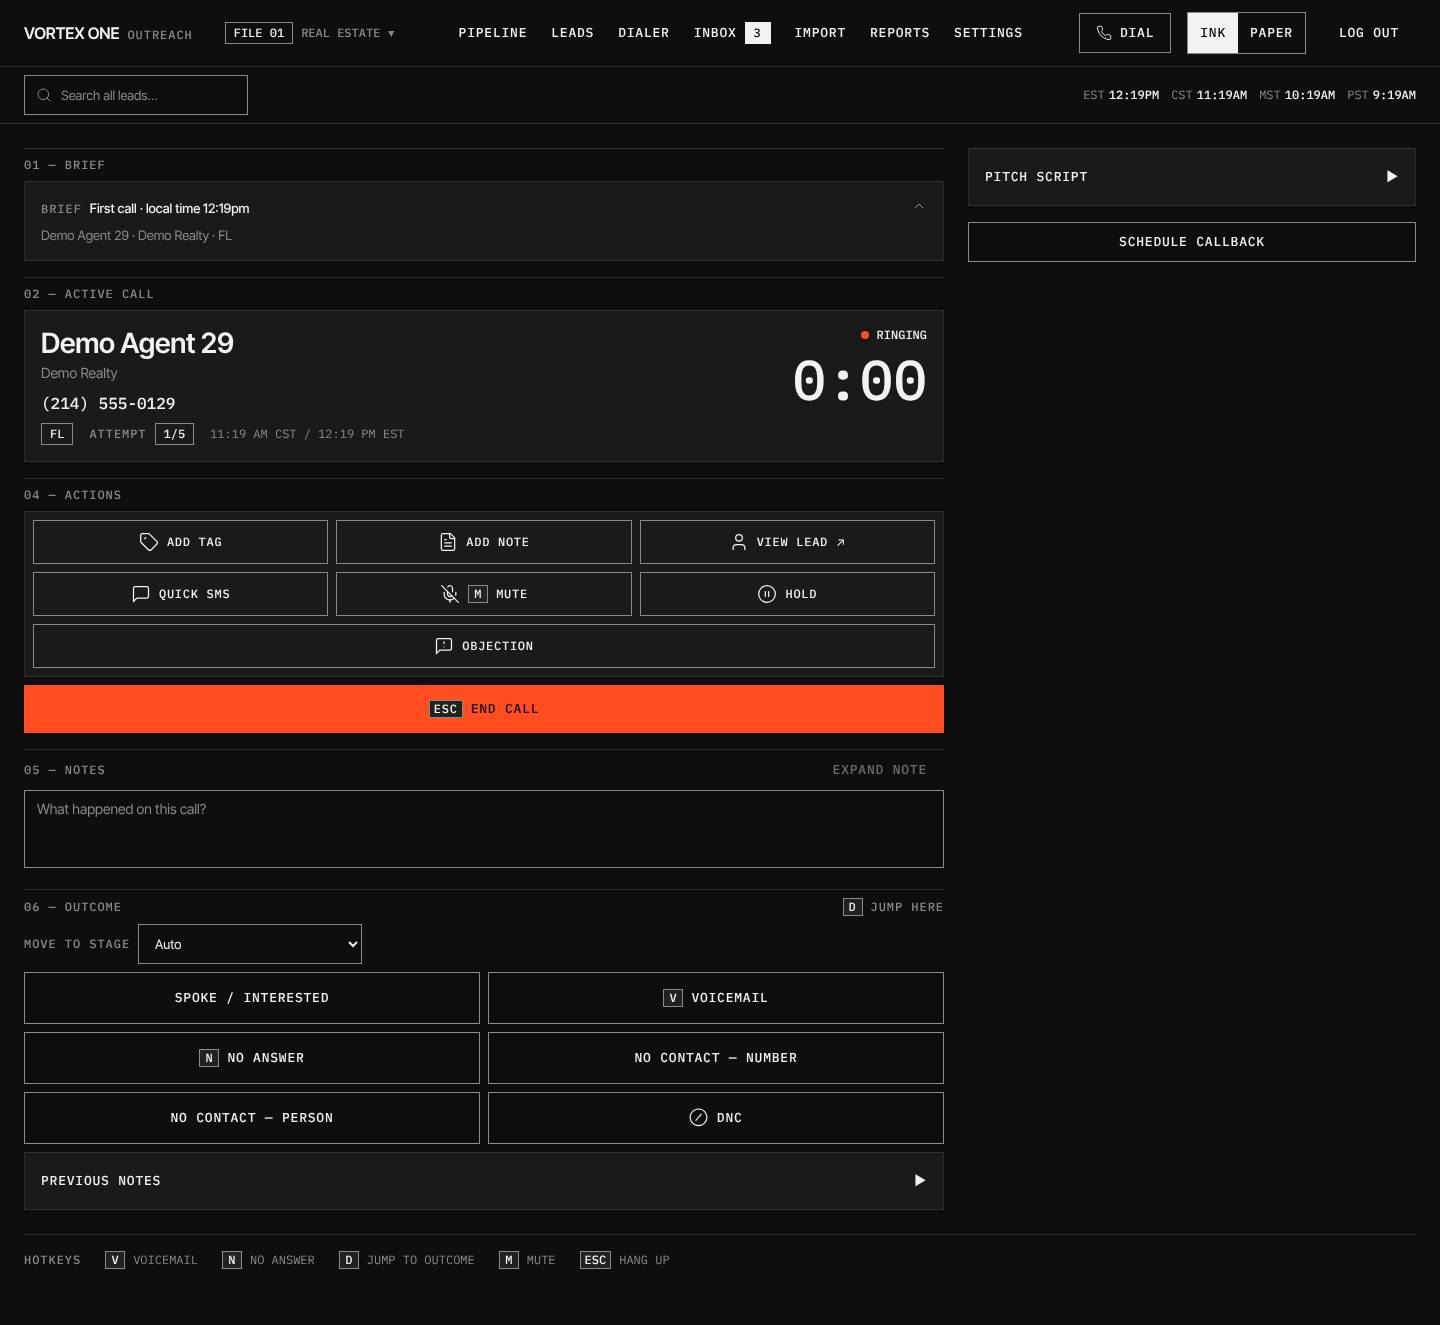 VORTEX ONE OUTREACH FILE 01 REAL ESTATE ▾ PIPELINE LEADS DIALER INBOX 3 IMPORT REPORTS SETTINGS DIAL INK PAPER LOG OUT
Search all leads... EST 12:19PM CST 11:19AM MST 10:19AM PST 9:19AM
01 — BRIEF
BRIEF First call · local time 12:19pm
Demo Agent 29 · Demo Realty · FL
PITCH SCRIPT ▶
SCHEDULE CALLBACK
02 — ACTIVE CALL
Demo Agent 29
RINGING
Demo Realty
0:00
(214) 555-0129
FL ATTEMPT 1/5 11:19 AM CST / 12:19 PM EST
04 — ACTIONS
ADD TAG ADD NOTE VIEW LEAD ↗
QUICK SMS M MUTE HOLD
OBJECTION
ESC END CALL
05 — NOTES EXPAND NOTE
What happened on this call?
06 — OUTCOME D JUMP HERE
MOVE TO STAGE Auto
SPOKE / INTERESTED V VOICEMAIL
N NO ANSWER NO CONTACT — NUMBER
NO CONTACT — PERSON DNC
PREVIOUS NOTES ▶
HOTKEYS V VOICEMAIL N NO ANSWER D JUMP TO OUTCOME M MUTE ESC HANG UP